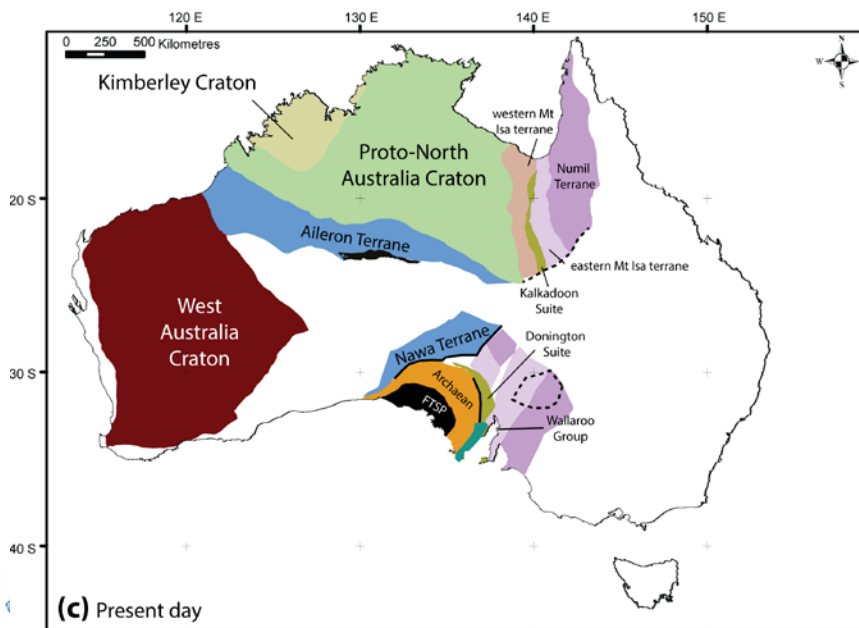 120 E
130 E
140 E
150 E
0 250 500 Kilometres
N
W E
S
Kimberley Craton
western Mt
Isa terrane
Proto-North
Australia Craton
Numil
Terrane
20 S
Aileron Terrane
eastern Mt Isa terrane
Kalkadoon
Suite
West
Australia
Craton
Nawa Terrane
Donington
Suite
30 S
Archaean
FTSP
Wallaroo
Group
40 S
(c) Present day